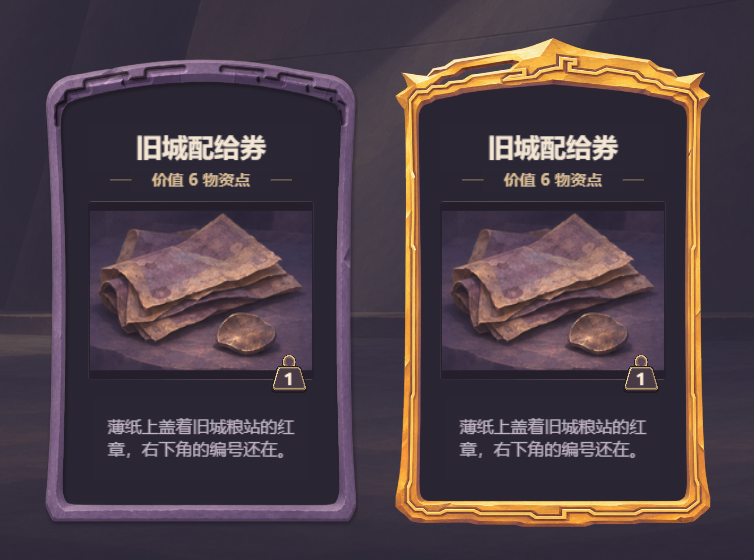 旧城配给券
价值 6 物资点
1
薄纸上盖着旧城粮站的红
章，右下角的编号还在。
旧城配给券
价值 6 物资点
1
薄纸上盖着旧城粮站的红
章，右下角的编号还在。